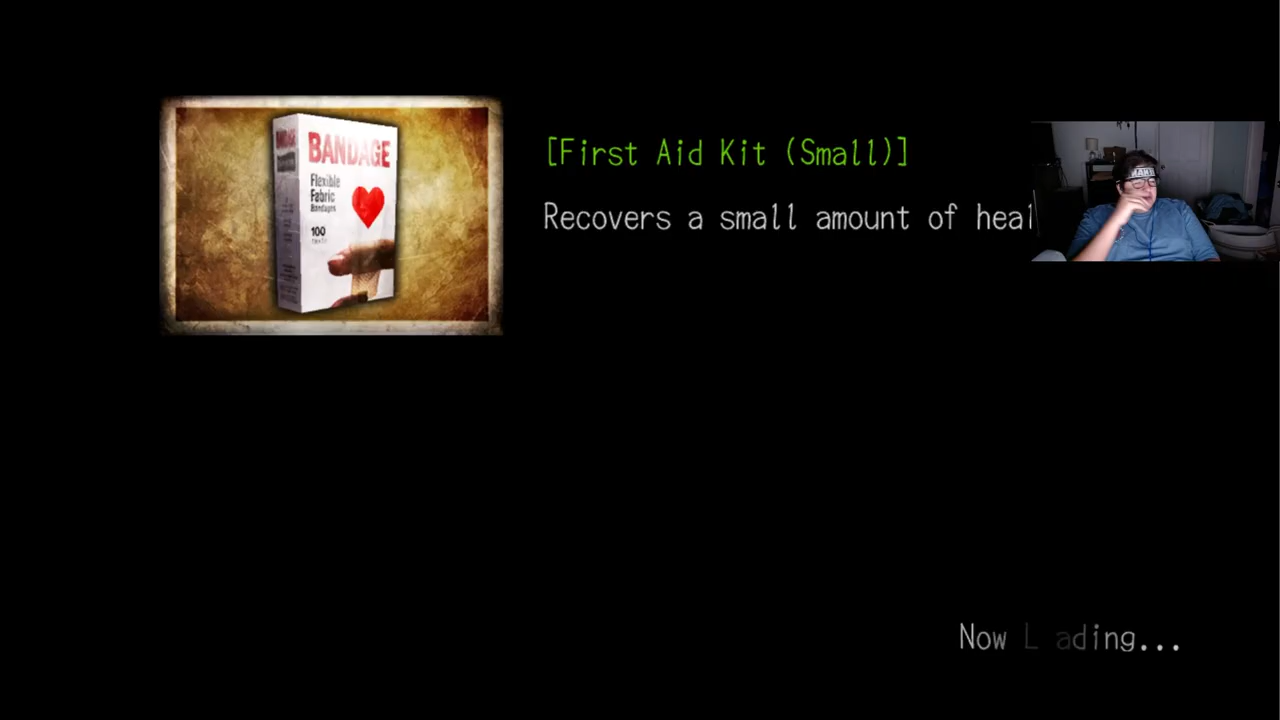 BANDAGE
Flexible
Fabric
Bandages
100
[First Aid Kit (Small)]
Recovers a small amount of heal
Now L ading...